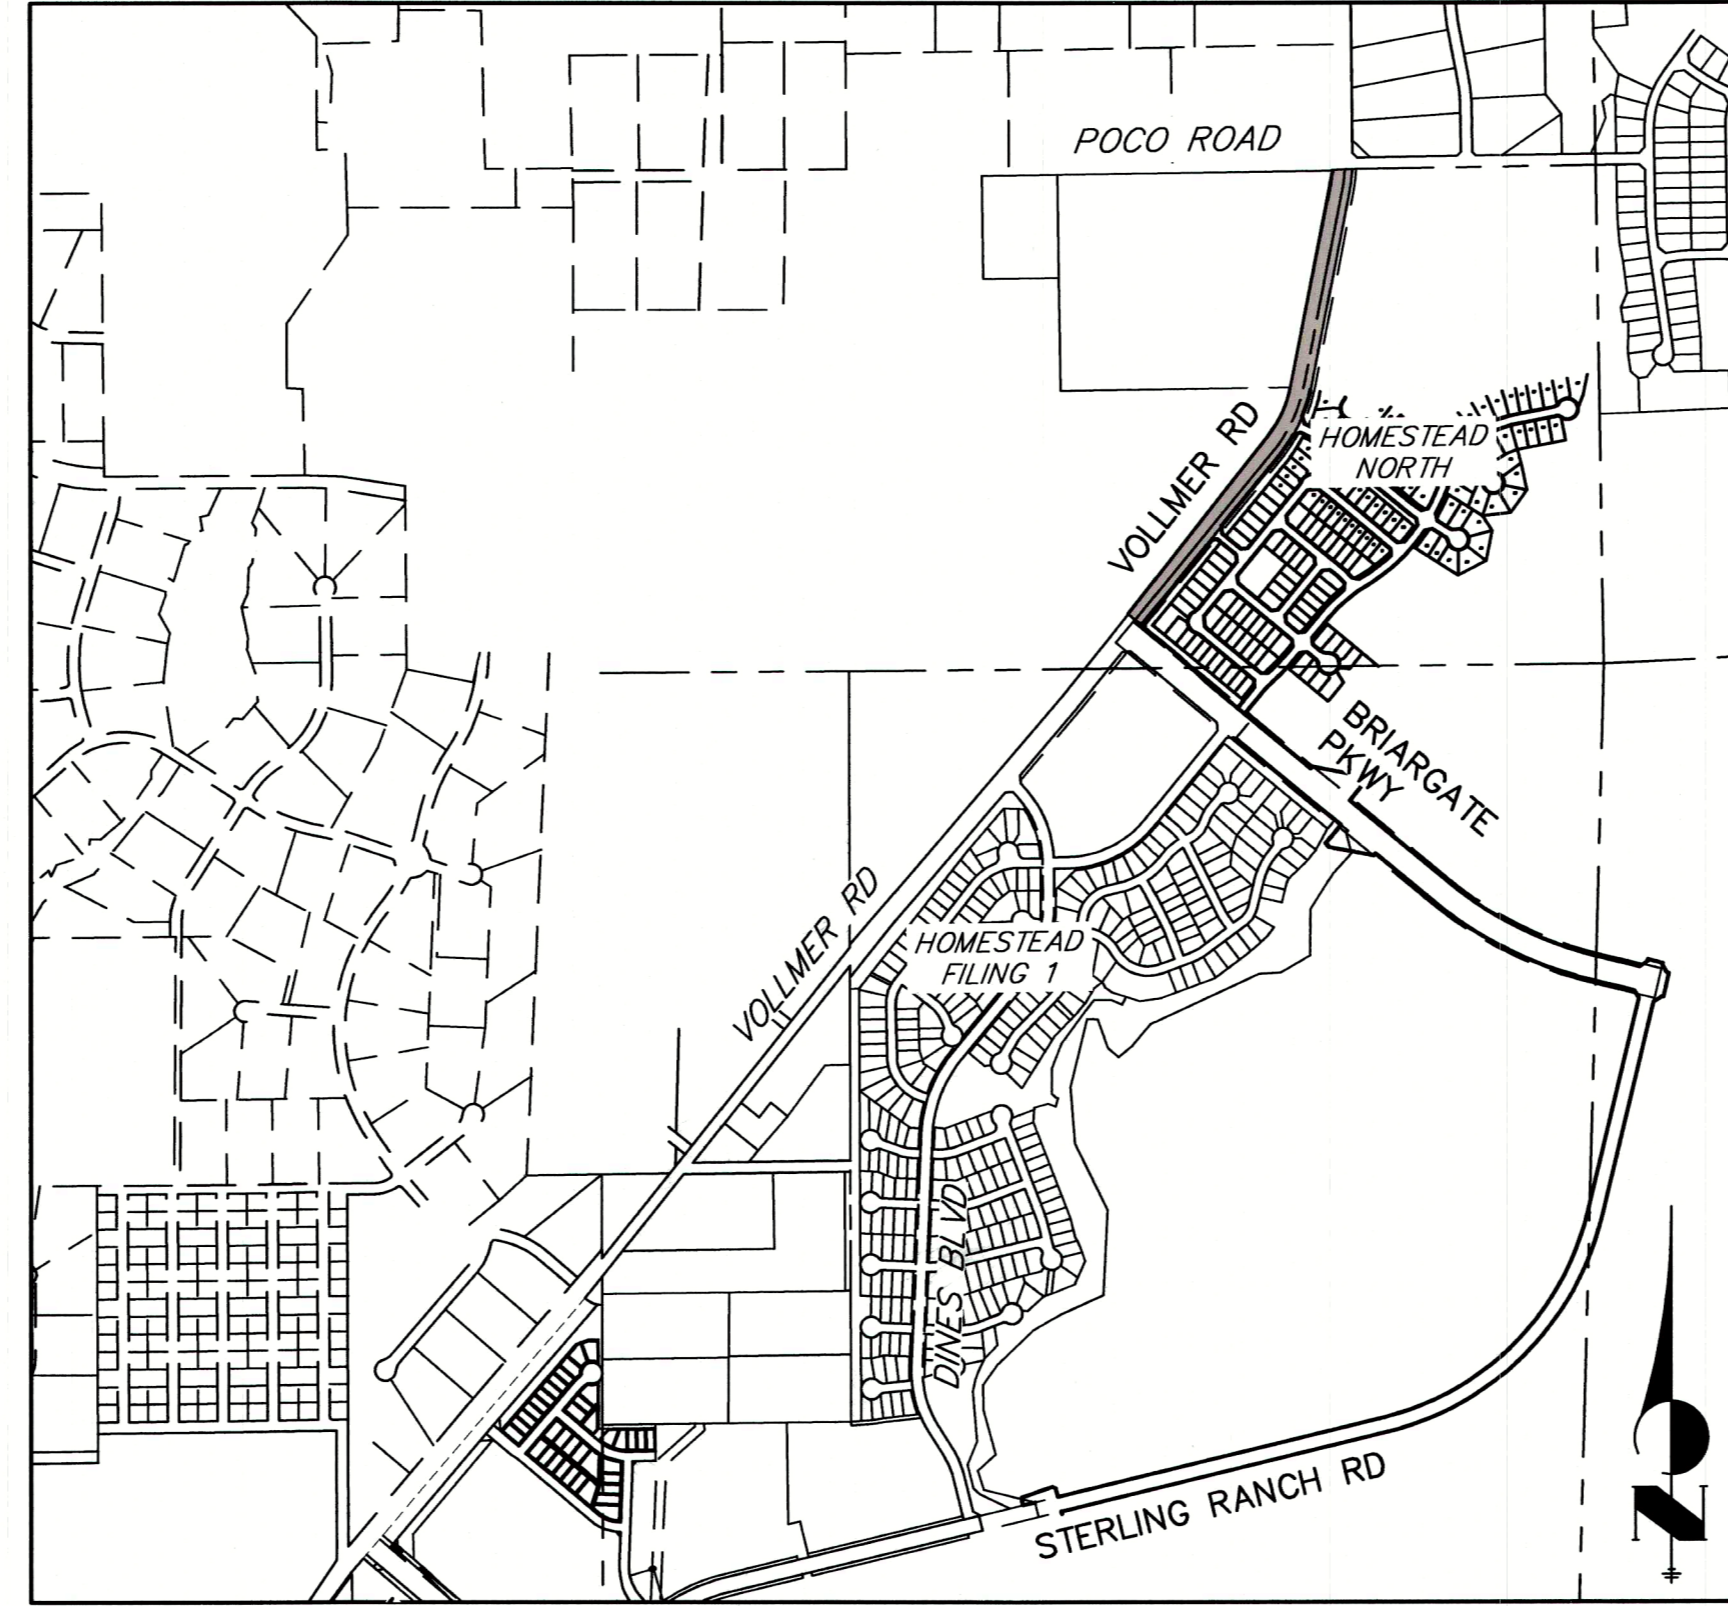 POCO ROAD
VOLLMER RD
HOMESTEAD
NORTH
BRIARGATE
PKWY
VOLLMER RD
HOMESTEAD
FILING 1
DINES BLVD
STERLING RANCH RD
N